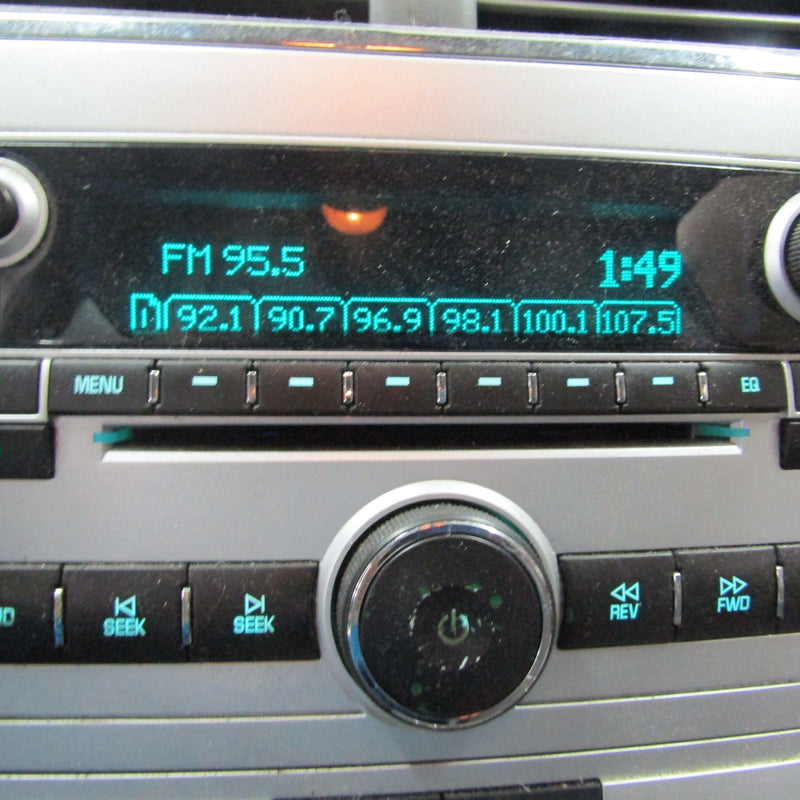 FM 95.5 1:49
92.1 90.7 96.9 98.1 100.1 107.5
MENU EQ
SEEK SEEK REV FWD